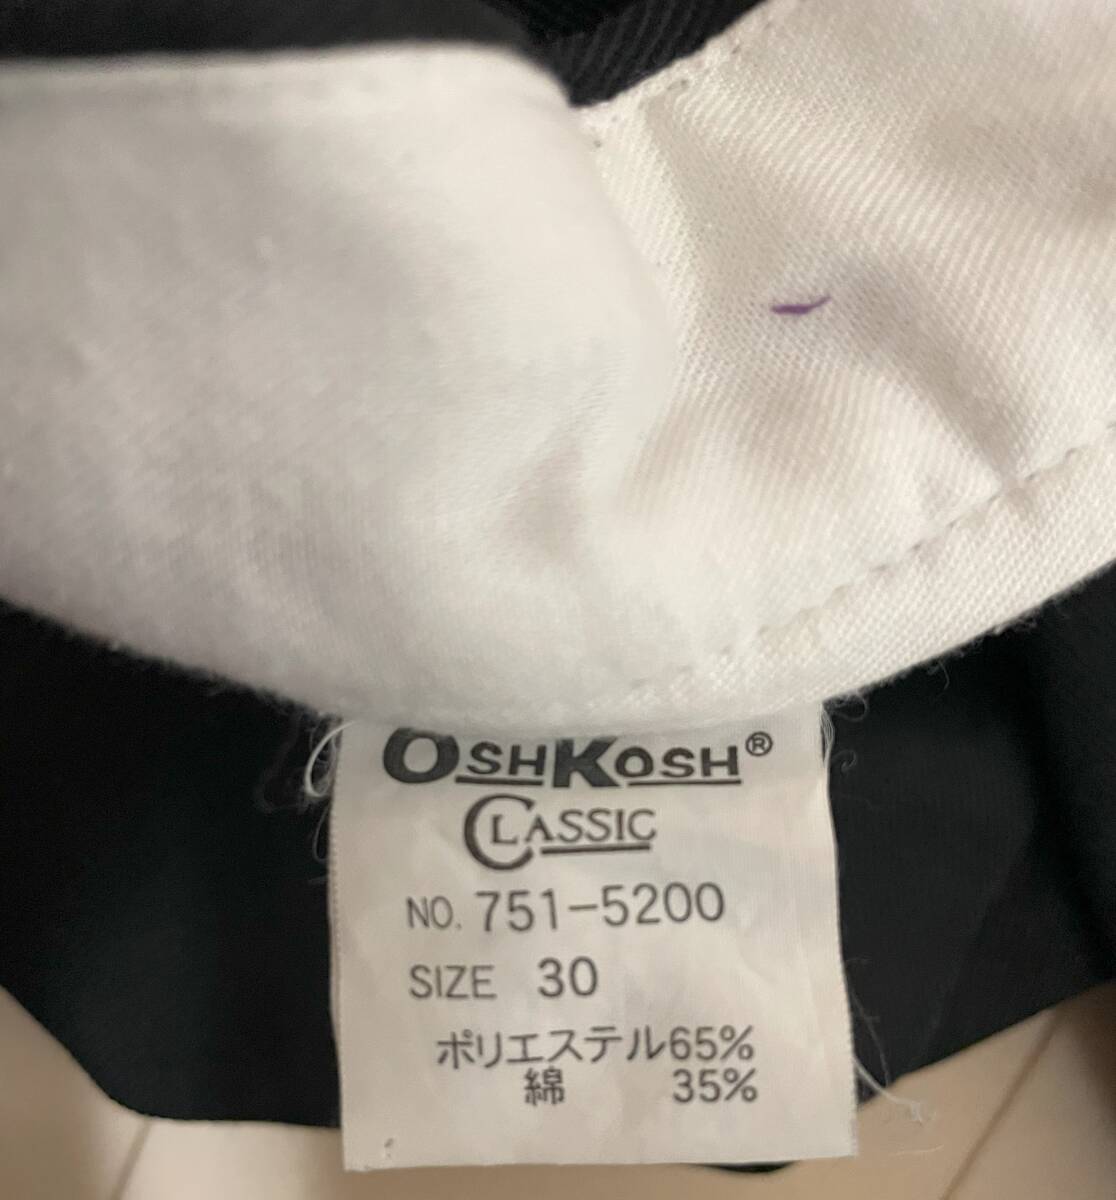 OSHKOSH®
CLASSIC
NO. 751-5200
SIZE 30
ポリエステル65%
綿 35%